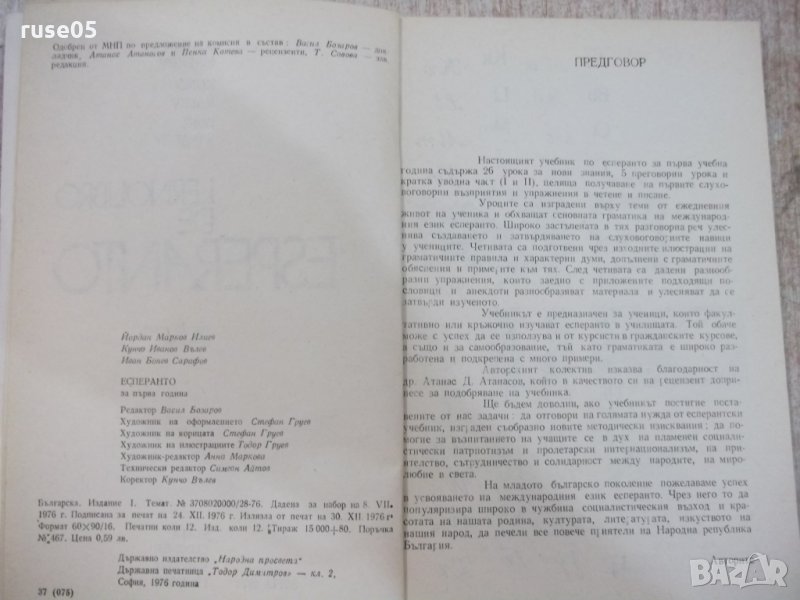 ruse05
Одобрен от МНП по предложение на комисия в състав: Васил Бозаров — док-
ладчик, Атанас Атанасов и Пенка Котева — рецензенти, Т. Совова —
редакция.
Йордан Марков Илиев
Кунчо Иванов Вълев
Иван Бонев Сарафов
ЕСПЕРАНТО
за първа година
Редактор Васил Бозаров
Художник на оформлението Стефан Груев
Художник на корицата Стефан Груев
Художник на илюстрациите Тодор Груев
Художник-редактор Анна Маркова
Технически редактор Симеон Айтов
Коректор Кунчо Вълев
Българска. Издание I. Темат. № 3708020000/28-76. Дадена за набор на 8. VII.
1976 г. Подписана за печат на 24. XII. 1976 г. Излязла от печат на 30. XII. 1976 г.
Формат 60×90/16. Печатни коли 12. Изд. коли 12. Тираж 15 000+80. Поръчка
№ 467. Цена 0,59 лв.
Държавно издателство „Народна просвета“
Държавна печатница „Тодор Димитров“ — кл. 2,
София, 1976 година
37 (075)
ПРЕДГОВОР
Настоящият учебник по есперанто за първа учебна
година съдържа 26 урока за нови знания, 5 преговорни урока и
кратка уводна част (I и II), целяща получаване на първите слухо-
воговорни възприятия и упражнения в четене и писане.
Уроците са изградени върху теми от ежедневния
живот на ученика и обхващат основната граматика на международ-
ния език есперанто. Широко застъпената в тях разговорна реч улес-
нява създаването и затвърдяването на слуховоговорните навици
у учениците. Четивата са подготвени чрез изходните илюстрации на
граматичните правила и характерни думи, допълнени с граматичните
обяснения и примерите към тях. След четивата са дадени разнооб-
разни упражнения, които заедно с приложените подходящи по-
словици и анекдоти разнообразяват материала и улесняват да се
затвърди изученото.
Учебникът е предназначен за ученици, които факул-
тативно или кръжочно изучават есперанто в училищата. Той обаче
може с успех да се използува и от курсисти в гражданските курсове,
а също и за самообразование, тъй като граматиката е широко раз-
работена и подкрепена с много примери.
Авторският колектив изказва благодарност на
др. Атанас Д. Атанасов, който в качеството си на рецензент допри-
несе за подобряване на учебника.
Ще бъдем доволни, ако учебникът постигне поста-
вените от нас задачи: да отговори на голямата нужда от есперантски
учебник, изграден съобразно новите методически изисквания; да по-
могне за възпитанието на учащите се в дух на пламенен социали-
стически патриотизъм и пролетарски интернационализъм, на прия-
телство, сътрудничество и солидарност между народите, на мир-
новъдство.
На младото българско поколение пожелаваме успех
в усвояването на международния език есперанто. Чрез него то да
популяризира широко в чужбина социалистическия възход и кра-
сотата на нашата родина, културата, литературата, изкуството на
нашия народ, да печели все повече приятели на Народна република
България.
Авторите
BAZAR